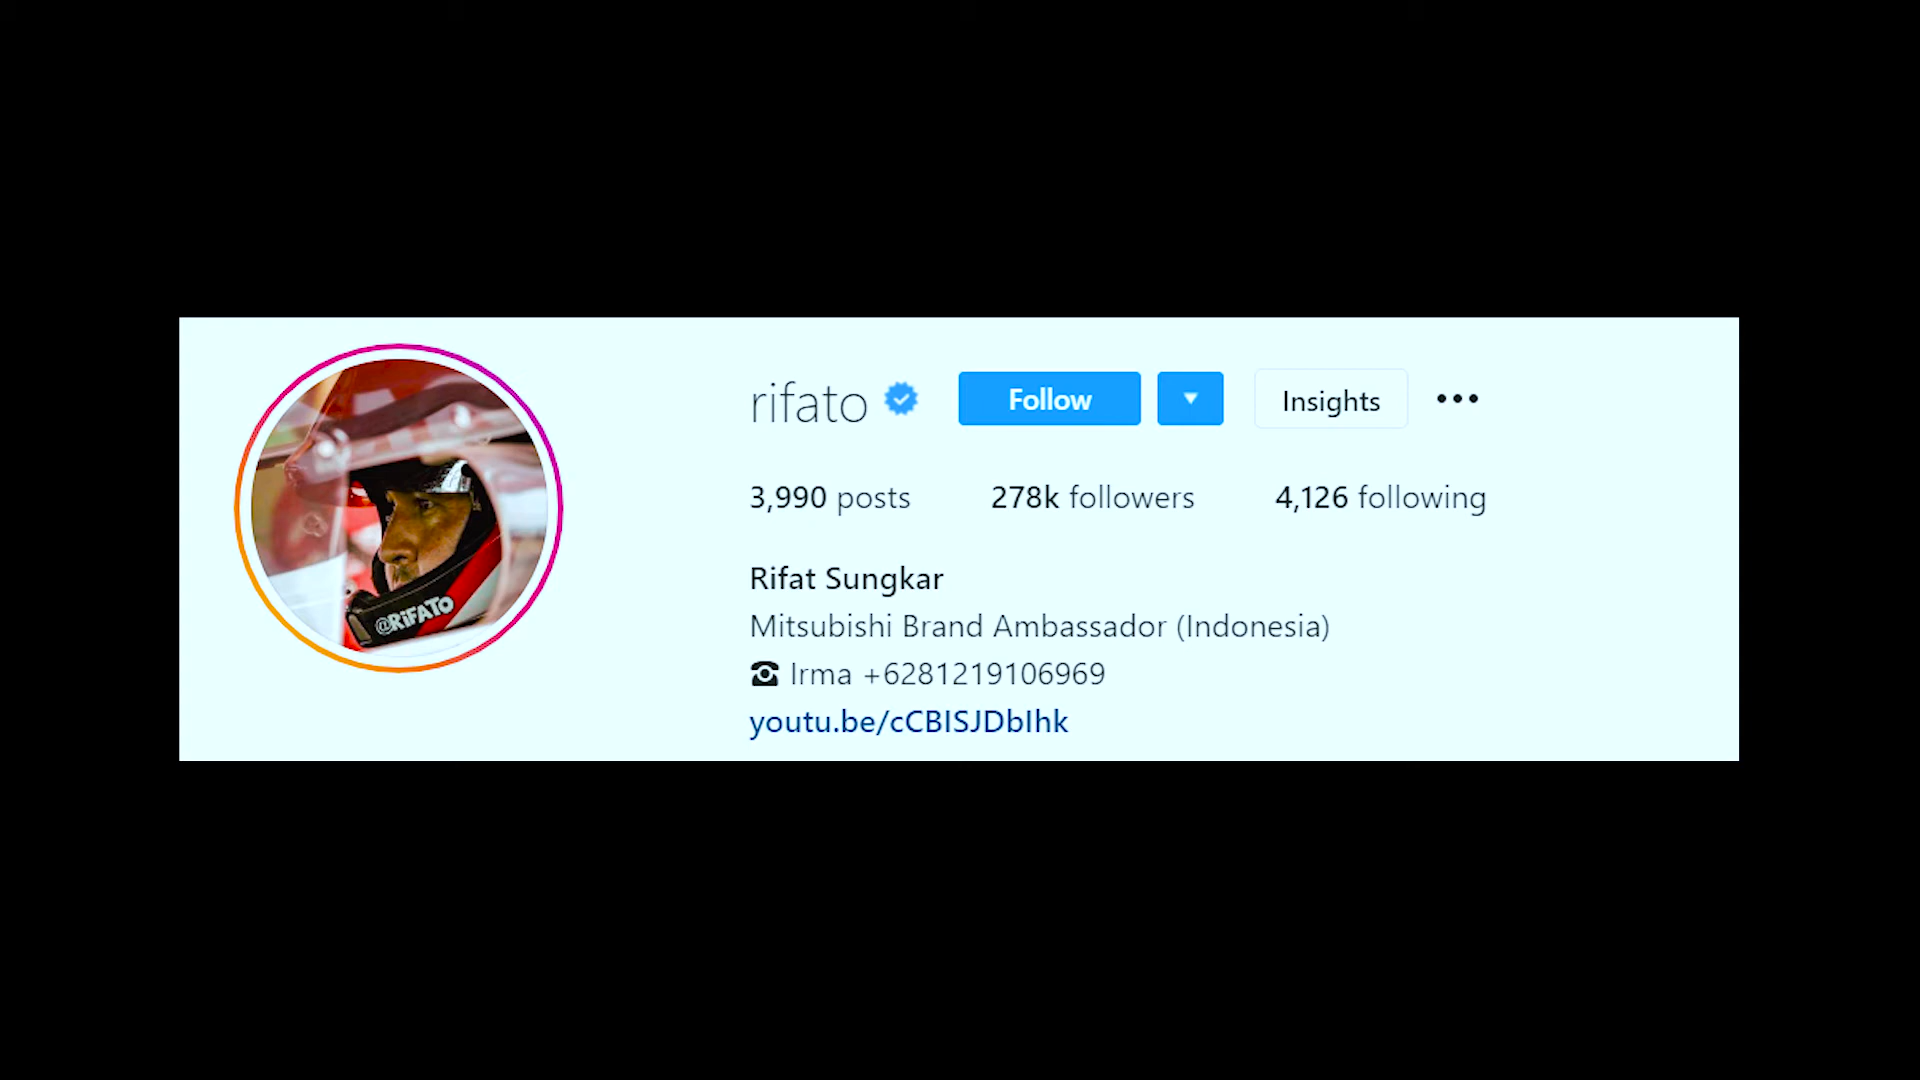 rifato
Follow
Insights
3,990 posts 278k followers 4,126 following
Rifat Sungkar
Mitsubishi Brand Ambassador (Indonesia)
☎ Irma +6281219106969
youtu.be/cCBISJDbIhk
@RiFATo